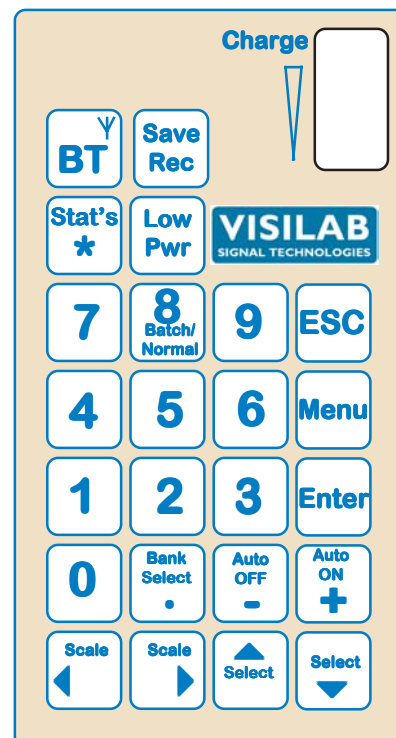 Charge
BT
Save
Rec
Stat's
*
Low
Pwr
VISILAB
SIGNAL TECHNOLOGIES
7
8
Batch/
Normal
9
ESC
4
5
6
Menu
1
2
3
Enter
0
Bank
Select
.
Auto
OFF
-
Auto
ON
+
Scale
Scale
Select
Select